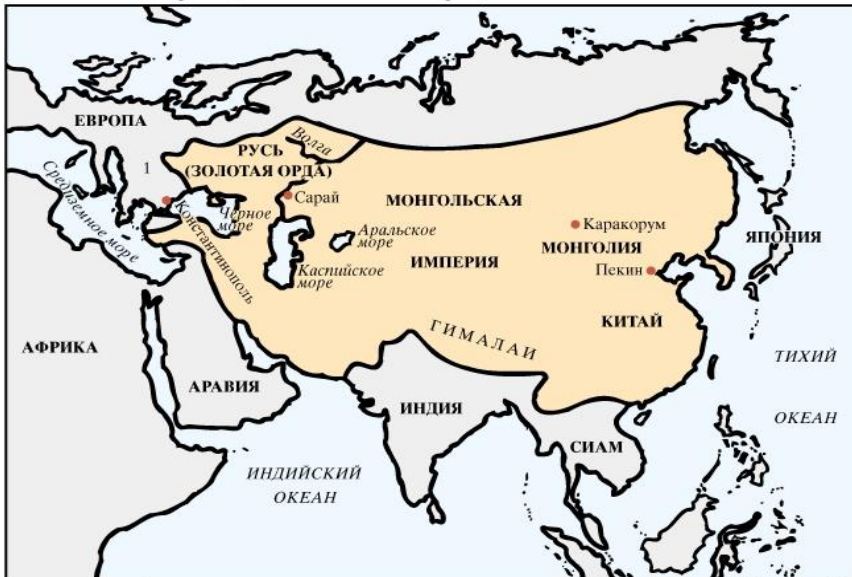 ЕВРОПА
1
РУСЬ
(ЗОЛОТАЯ ОРДА)
Волга
Средиземное море
Константинополь
Черное
море
Сарай
МОНГОЛЬСКАЯ
ИМПЕРИЯ
Аральское
море
Каспийское
море
Каракорум
МОНГОЛИЯ
Пекин
ЯПОНИЯ
КИТАЙ
ГИМАЛАИ
АФРИКА
АРАВИЯ
ИНДИЯ
СИАМ
ТИХИЙ
ОКЕАН
ИНДИЙСКИЙ
ОКЕАН